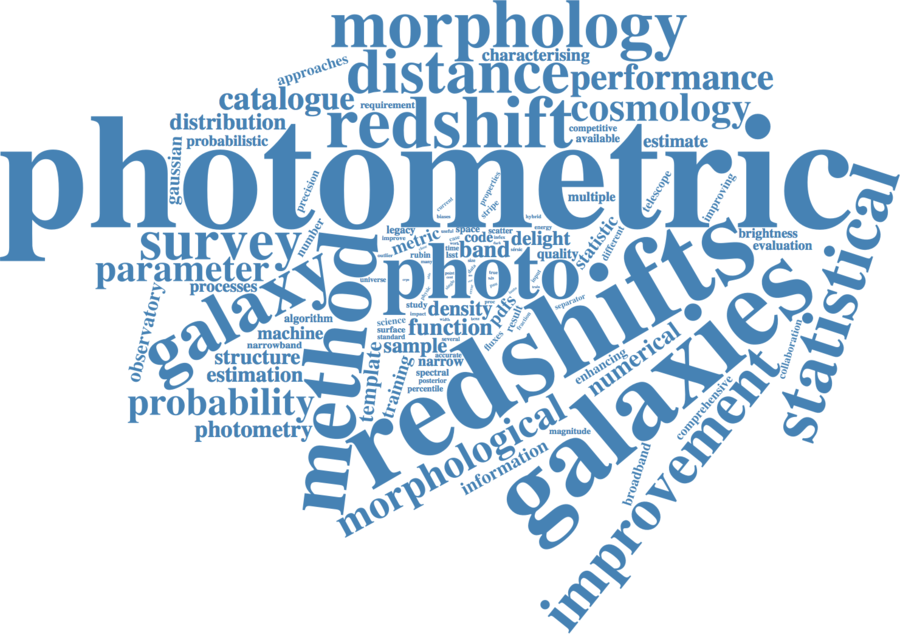 morphology
characterising
approaches
distance
performance
catalogue
requirement
redshift
cosmology
distribution
competitive
probabilistic
available
estimate
photometric
gaussian
precision
properties
multiple
telescope
improving
current
stripe
hybrid
statistical
number
survey
legacy
space
scatter
energy
improve
metric
code
delight
statistic
different
brightness
evaluation
band
quality
rubin
time
lsst
parameter
processes
photo
universe
galaxy
method
redshifts
observatory
study
density
pdfs
result
separator
impact
algorithm
science
function
fluxes
machine
surface
standard
several
narrowband
sample
accurate
structure
template
narrow
estimation
training
spectral
posterior
percentile
enhancing
numerical
galaxies
collaboration
probability
photometry
morphological
magnitude
information
comprehensive
broadband
improvement